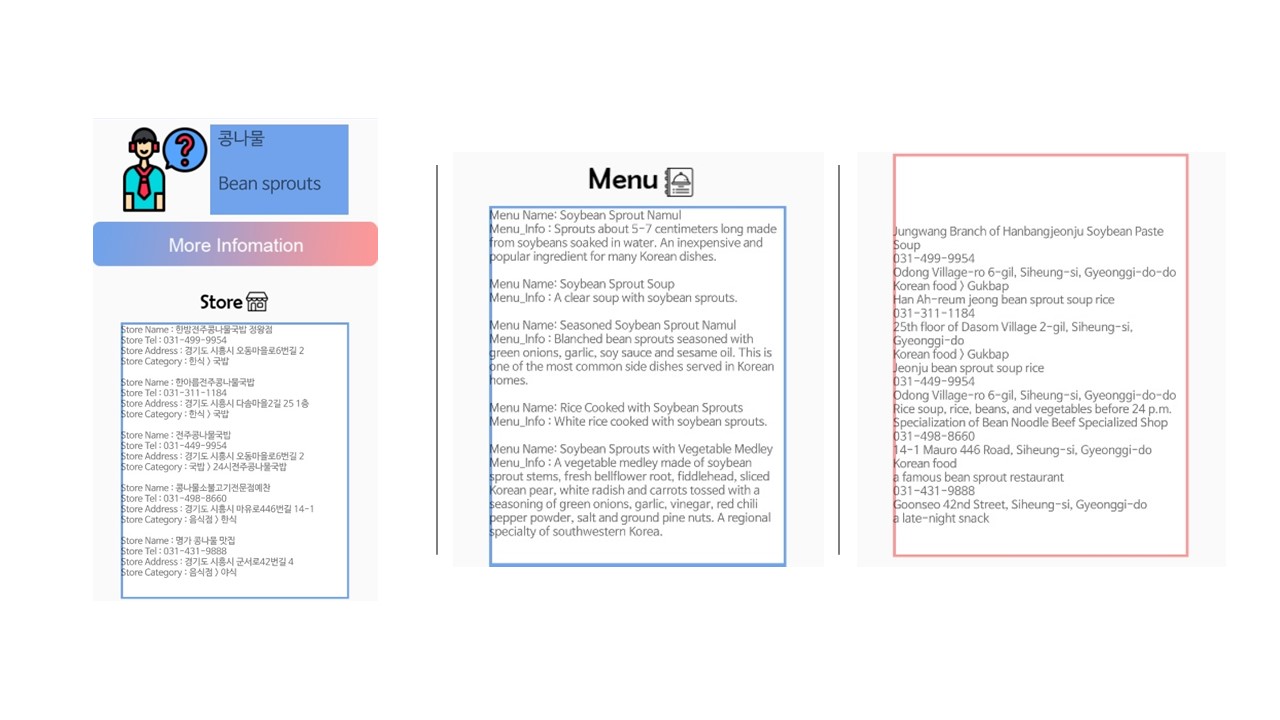 콩나물
Bean sprouts
More Infomation
Store
Store Name : 한방전주콩나물국밥 정왕점
Store Tel : 031-499-9954
Store Address : 경기도 시흥시 오동마을로6번길 2
Store Category : 한식 > 국밥
Store Name : 한아름전주콩나물국밥
Store Tel : 031-311-1184
Store Address : 경기도 시흥시 다솜마을2길 25 1층
Store Category : 한식 > 국밥
Store Name : 전주콩나물국밥
Store Tel : 031-449-9954
Store Address : 경기도 시흥시 오동마을로6번길 2
Store Category : 국밥 > 24시전주콩나물국밥
Store Name : 콩나물소불고기전문점예찬
Store Tel : 031-498-8660
Store Address : 경기도 시흥시 마유로446번길 14-1
Store Category : 음식점 > 한식
Store Name : 명가 콩나물 맛집
Store Tel : 031-431-9888
Store Address : 경기도 시흥시 군서로42번길 4
Store Category : 음식점 > 야식
Menu
Menu Name: Soybean Sprout Namul
Menu_Info : Sprouts about 5-7 centimeters long made
from soybeans soaked in water. An inexpensive and
popular ingredient for many Korean dishes.
Menu Name: Soybean Sprout Soup
Menu_Info : A clear soup with soybean sprouts.
Menu Name: Seasoned Soybean Sprout Namul
Menu_Info : Blanched bean sprouts seasoned with
green onions, garlic, soy sauce and sesame oil. This is
one of the most common side dishes served in Korean
homes.
Menu Name: Rice Cooked with Soybean Sprouts
Menu_Info : White rice cooked with soybean sprouts.
Menu Name: Soybean Sprouts with Vegetable Medley
Menu_Info : A vegetable medley made of soybean
sprout stems, fresh bellflower root, fiddlehead, sliced
Korean pear, white radish and carrots tossed with a
seasoning of green onions, garlic, vinegar, red chili
pepper powder, salt and ground pine nuts. A regional
specialty of southwestern Korea.
Jungwang Branch of Hanbangjeonju Soybean Paste
Soup
031-499-9954
Odong Village-ro 6-gil, Siheung-si, Gyeonggi-do-do
Korean food > Gukbap
Han Ah-reum jeong bean sprout soup rice
031-311-1184
25th floor of Dasom Village 2-gil, Siheung-si,
Gyeonggi-do
Korean food > Gukbap
Jeonju bean sprout soup rice
031-449-9954
Odong Village-ro 6-gil, Siheung-si, Gyeonggi-do-do
Rice soup, rice, beans, and vegetables before 24 p.m.
Specialization of Bean Noodle Beef Specialized Shop
031-498-8660
14-1 Mauro 446 Road, Siheung-si, Gyeonggi-do
Korean food
a famous bean sprout restaurant
031-431-9888
Goonseo 42nd Street, Siheung-si, Gyeonggi-do
a late-night snack